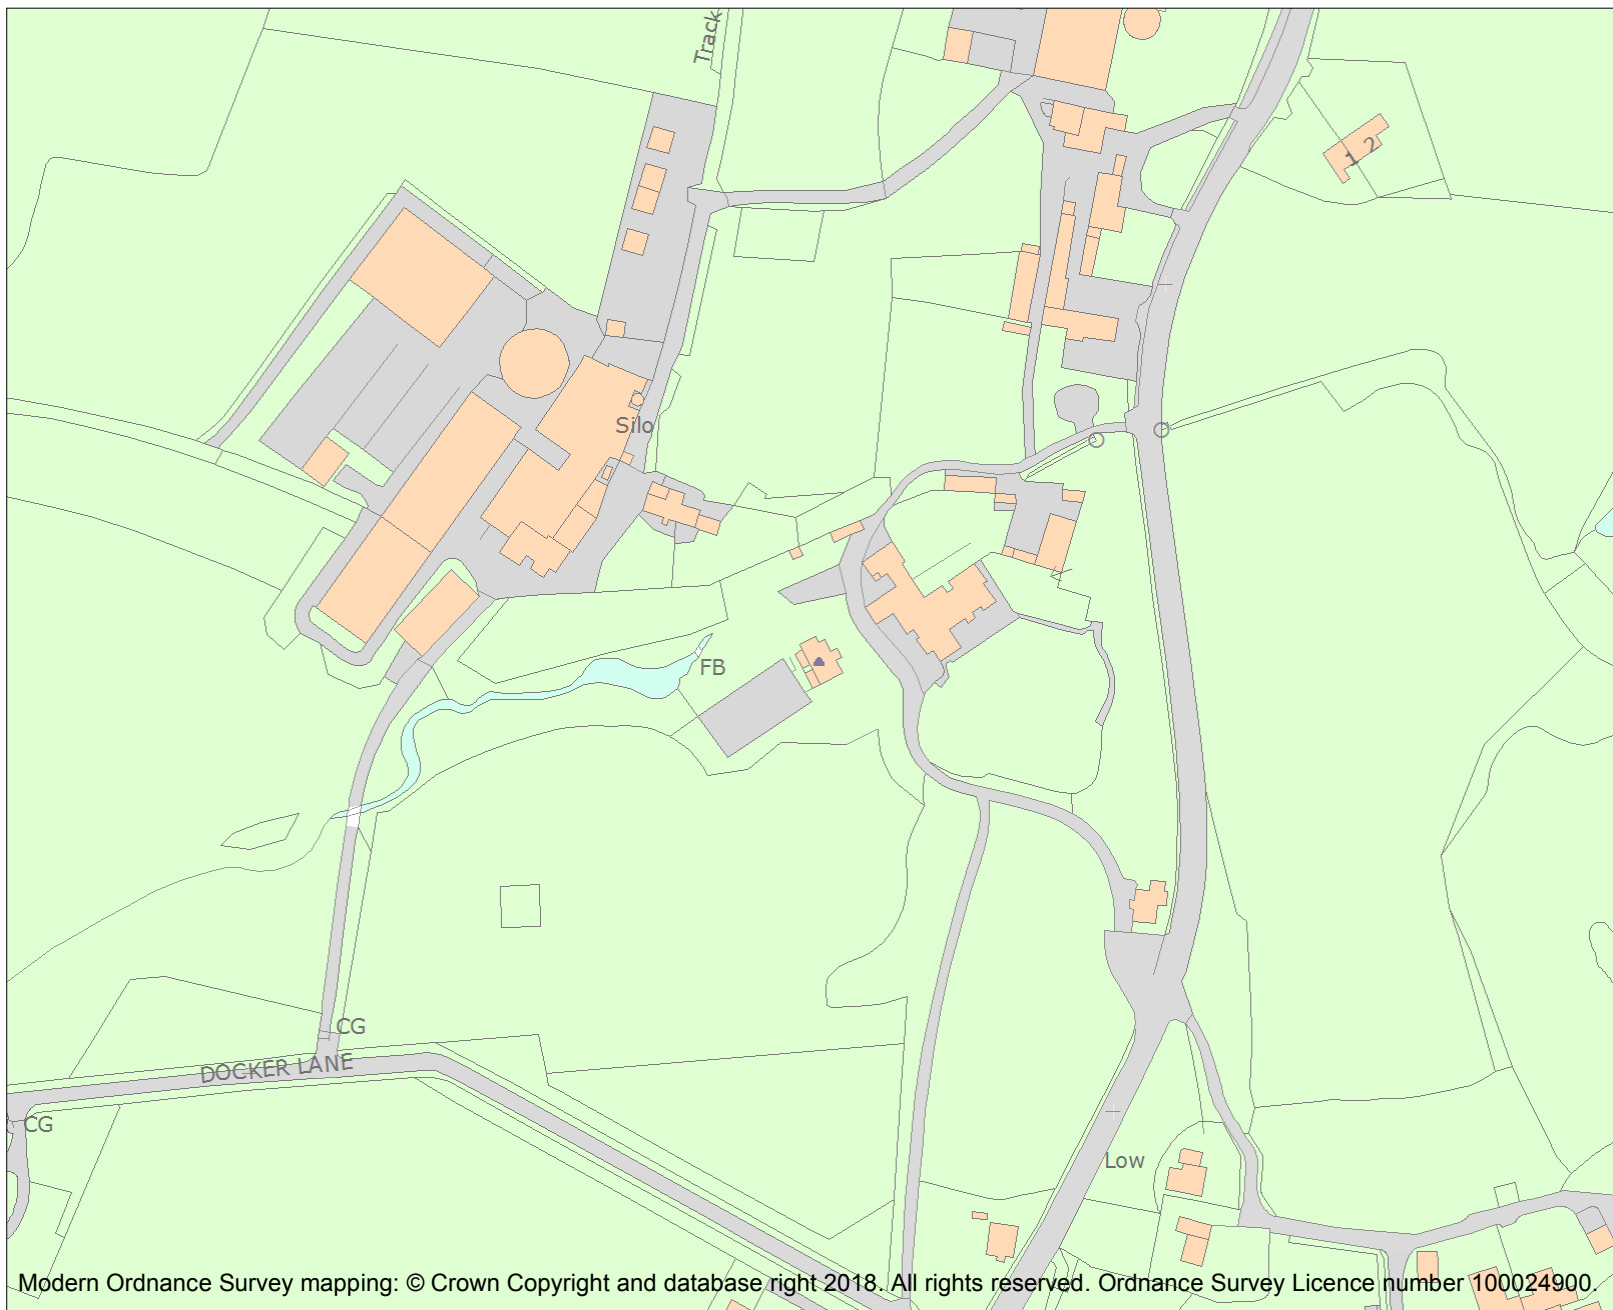 Track
1 2
Silo
FB
CG
DOCKER LANE
CG
Low
Modern Ordnance Survey mapping: © Crown Copyright and database right 2018. All rights reserved. Ordnance Survey Licence number 100024900.